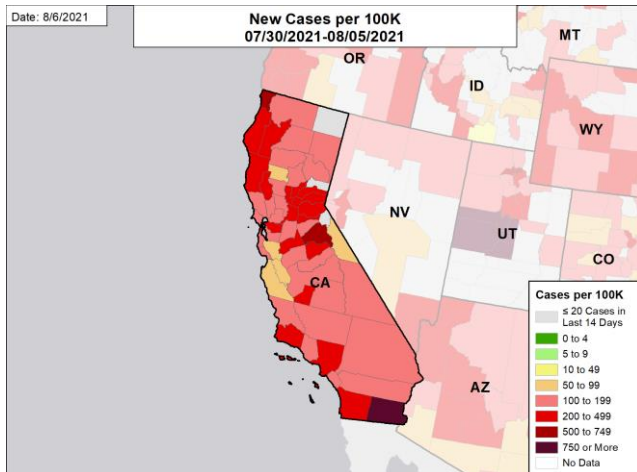 Date: 8/6/2021
New Cases per 100K
07/30/2021-08/05/2021
MT
OR
ID
WY
NV
UT
CO
CA
AZ
Cases per 100K
≤ 20 Cases in
Last 14 Days
0 to 4
5 to 9
10 to 49
50 to 99
100 to 199
200 to 499
500 to 749
750 or More
No Data